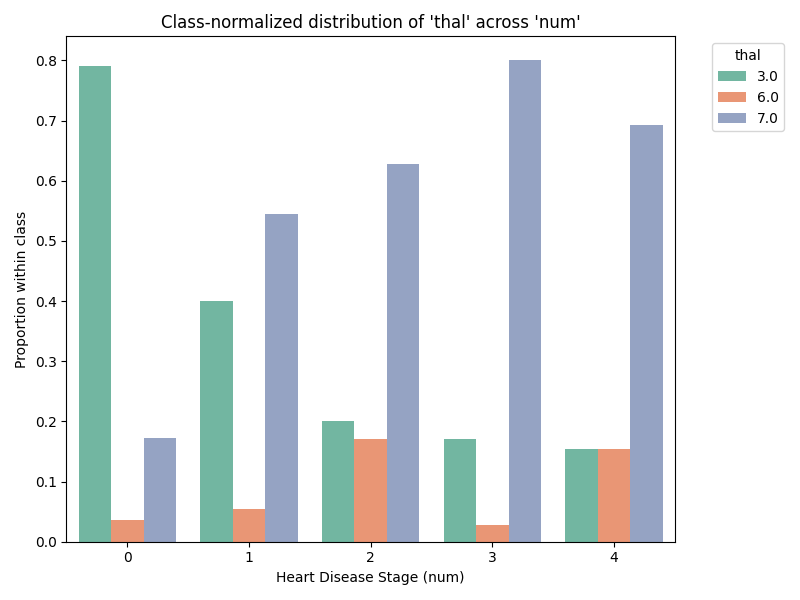 Class-normalized distribution of 'thal' across 'num'
thal
3.0
6.0
7.0
Proportion within class
0.8
0.7
0.6
0.5
0.4
0.3
0.2
0.1
0.0
0 1 2 3 4
Heart Disease Stage (num)